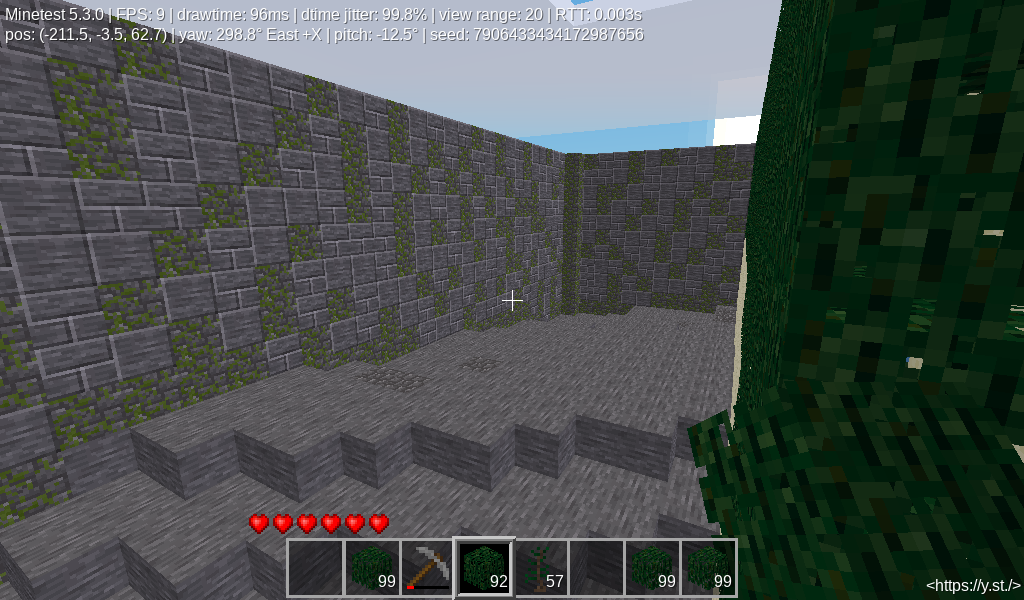 Minetest 5.3.0 | FPS: 9 | drawtime: 96ms | dtime jitter: 99.8% | view range: 20 | RTT: 0.003s
pos: (-211.5, -3.5, 62.7) | yaw: 298.8° East +X | pitch: -12.5° | seed: 7906433434172987656
99 92 57 99 99
<https://y.st./>